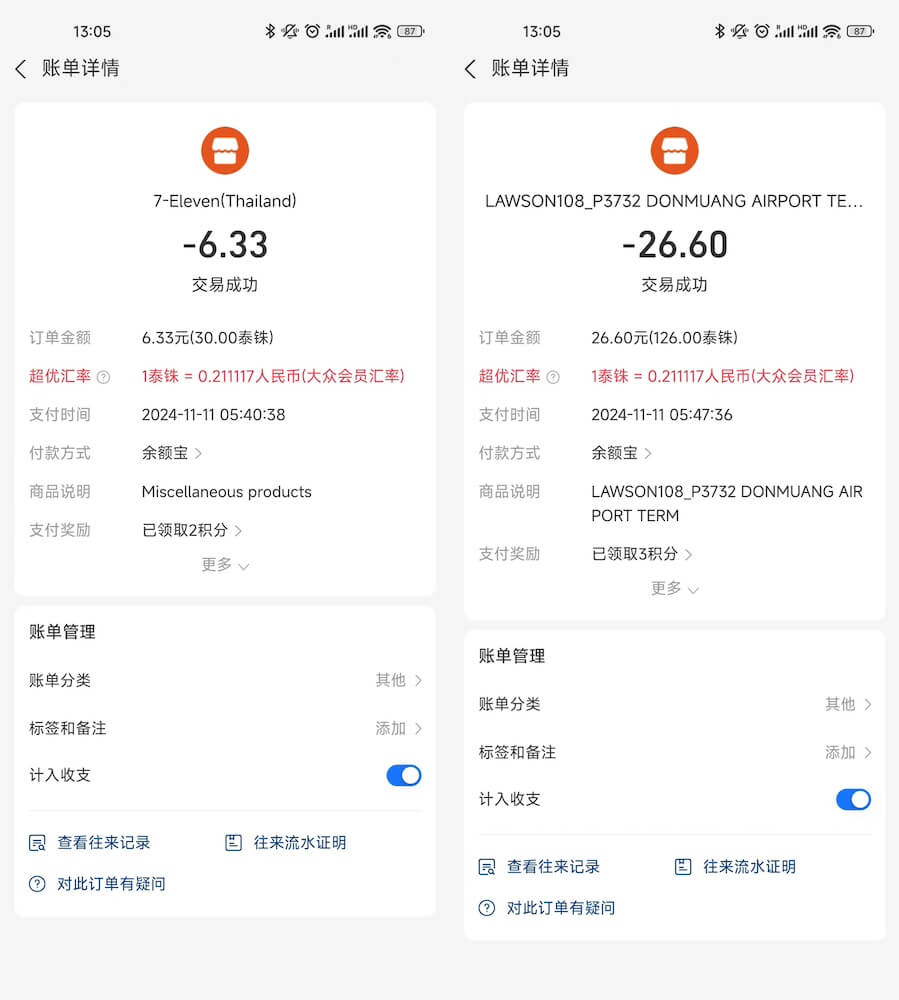 13:05
87
账单详情
7-Eleven(Thailand)
-6.33
交易成功
订单金额 6.33元(30.00泰铢)
超优汇率 1泰铢 = 0.211117人民币(大众会员汇率)
支付时间 2024-11-11 05:40:38
付款方式 余额宝
商品说明 Miscellaneous products
支付奖励 已领取2积分
更多
账单管理
账单分类 其他
标签和备注 添加
计入收支
查看往来记录 往来流水证明
对此订单有疑问
13:05
R HD 87
账单详情
LAWSON108_P3732 DONMUANG AIRPORT TE...
-26.60
交易成功
订单金额 26.60元(126.00泰铢)
超优汇率 1泰铢 = 0.211117人民币(大众会员汇率)
支付时间 2024-11-11 05:47:36
付款方式 余额宝
商品说明 LAWSON108_P3732 DONMUANG AIR
PORT TERM
支付奖励 已领取3积分
更多
账单管理
账单分类 其他
标签和备注 添加
计入收支
查看往来记录 往来流水证明
对此订单有疑问